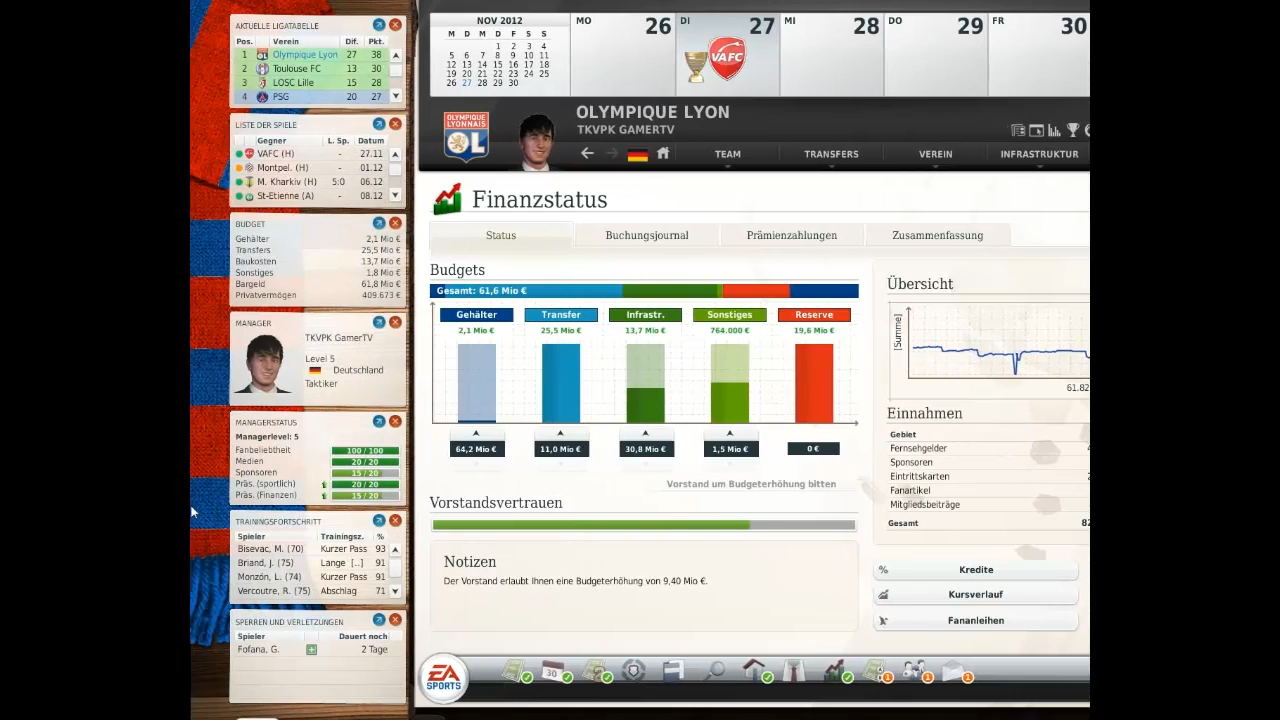 AKTUELLE LIGATABELLE
Pos. Verein Dif. Pkt.
1 Olympique Lyon 27 38
2 Toulouse FC 13 30
3 LOSC Lille 15 28
4 PSG 20 27
LISTE DER SPIELE
Gegner L. Sp. Datum
VAFC (H) - 27.11
Montpel. (H) - 01.12
M. Kharkiv (H) 5:0 06.12
St-Etienne (A) - 08.12
BUDGET
Gehälter 2,1 Mio €
Transfers 25,5 Mio €
Baukosten 13,7 Mio €
Sonstiges 1,8 Mio €
Bargeld 61,8 Mio €
Privatvermögen 409.673 €
MANAGER
TKVPK GamerTV
Level 5
Deutschland
Taktiker
MANAGERSTATUS
Managerlevel: 5
Fanbeliebtheit 100 / 100
Medien 20 / 20
Sponsoren 15 / 20
Präs. (sportlich) 20 / 20
Präs. (Finanzen) 15 / 20
TRAININGSFORTSCHRITT
Spieler Trainingsz. %
Bisevac, M. (70) Kurzer Pass 93
Briand, J. (75) Lange [..] 91
Monzón, L. (74) Kurzer Pass 91
Vercoutre, R. (75) Abschlag 71
SPERREN UND VERLETZUNGEN
Spieler Dauert noch
Fofana, G. 2 Tage
NOV 2012
M D M D F S S
1 2 3 4
5 6 7 8 9 10 11
12 13 14 15 16 17 18
19 20 21 22 23 24 25
26 27 28 29 30
MO 26
DI 27
VAFC
MI 28
DO 29
FR 30
OLYMPIQUE LYONNAIS
OL
OLYMPIQUE LYON
TKVPK GAMERTV
TEAM TRANSFERS VEREIN INFRASTRUKTUR
Finanzstatus
Status Buchungsjournal Prämienzahlungen Zusammenfassung
Budgets
Gesamt: 61,6 Mio €
Gehälter Transfer Infrastr. Sonstiges Reserve
2,1 Mio € 25,5 Mio € 13,7 Mio € 764.000 € 19,6 Mio €
64,2 Mio € 11,0 Mio € 30,8 Mio € 1,5 Mio € 0 €
Vorstand um Budgeterhöhung bitten
Vorstandsvertrauen
Notizen
Der Vorstand erlaubt Ihnen eine Budgeterhöhung von 9,40 Mio €.
Übersicht
[Summe]
61.82
Einnahmen
Gebiet
Fernsehgelder
Sponsoren
Eintrittskarten
Fanartikel
Mitgliedsbeiträge
Gesamt 82
Kredite
Kursverlauf
Fananleihen
EA SPORTS
30
1 1 1